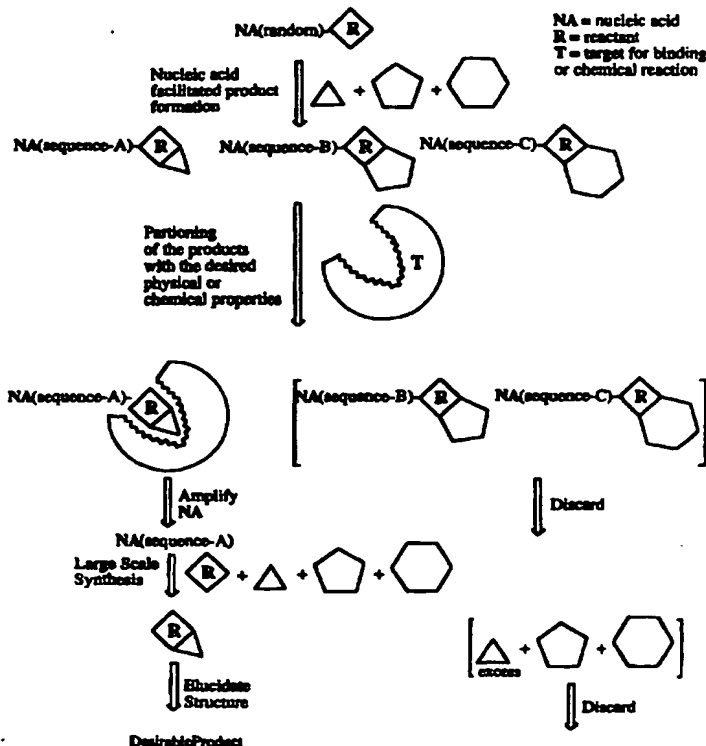 NA(random)-R
NA = nucleic acid
R = reactant
T = target for binding
or chemical reaction
Nucleic acid
facilitated product
formation
+ +
NA(sequence-A)-R NA(sequence-B)-R NA(sequence-C)-R
Partioning
of the products
with the desired
physical or
chemical properties
T
NA(sequence-A)-R
NA(sequence-B)-R NA(sequence-C)-R
Amplify
NA
Discard
NA(sequence-A)
Large Scale
Synthesis
R + + +
R
+ +
excess
Elucidate
Structure
Discard
DesirableProduct